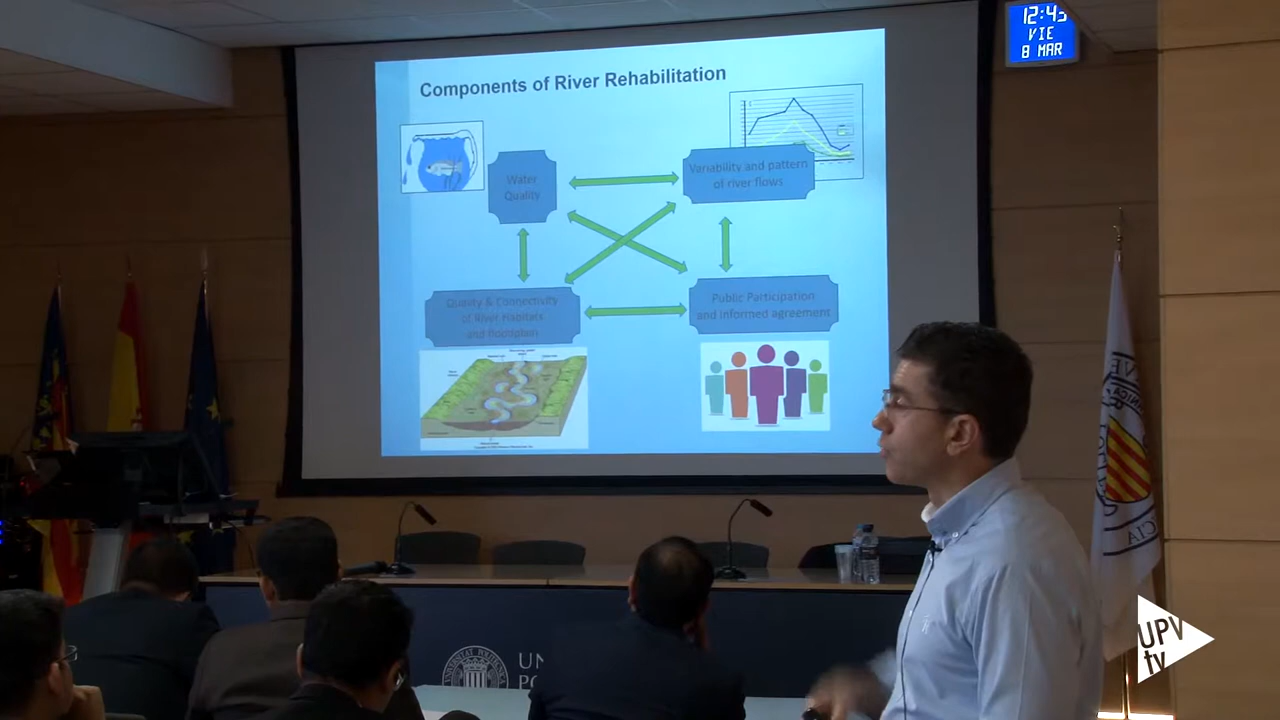 12:43
VIE
8 MAR
Components of River Rehabilitation
Water
Quality
Variability and pattern
of river flows
Quality & Connectivity
of River Habitats
and floodplain
Public Participation
and informed agreement
UPV
tv